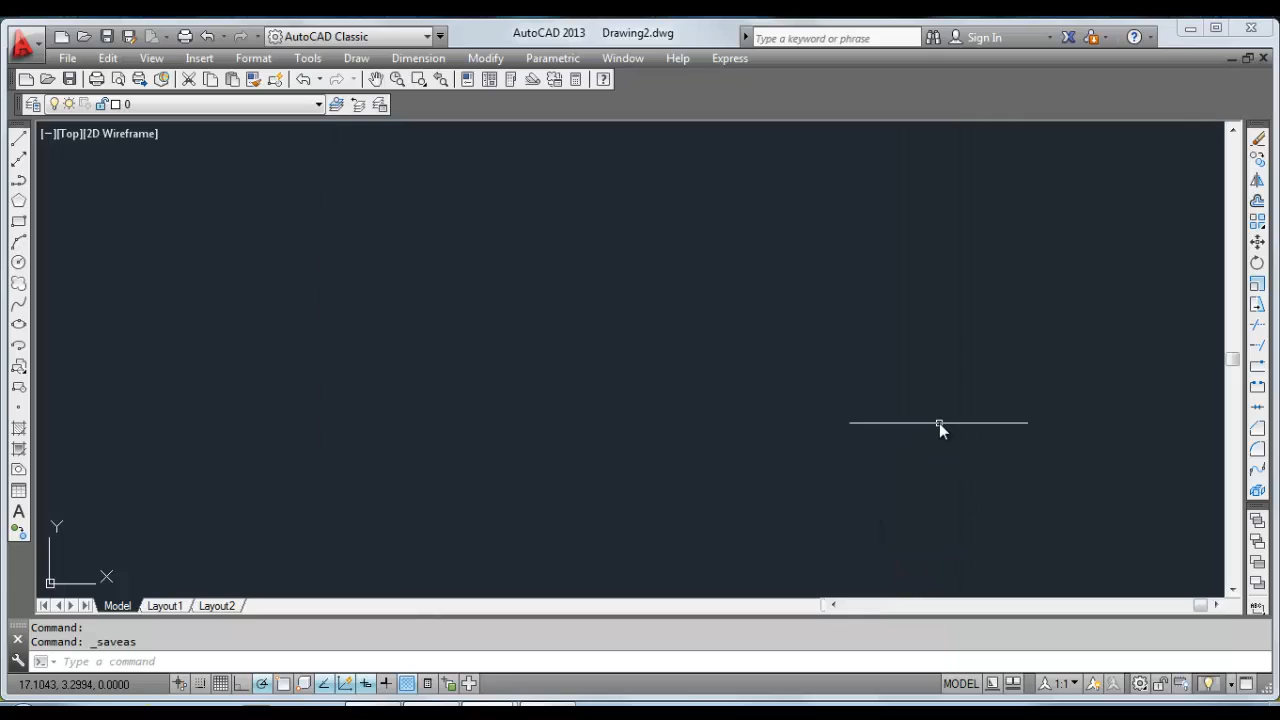 AutoCAD Classic
AutoCAD 2013 Drawing2.dwg
Type a keyword or phrase
Sign In
File Edit View Insert Format Tools Draw Dimension Modify Parametric Window Help Express
0
[−][Top][2D Wireframe]
Y
X
Model Layout1 Layout2
Command:
Command: _saveas
Type a command
17.1043, 3.2994, 0.0000
MODEL
1:1
A
ABC